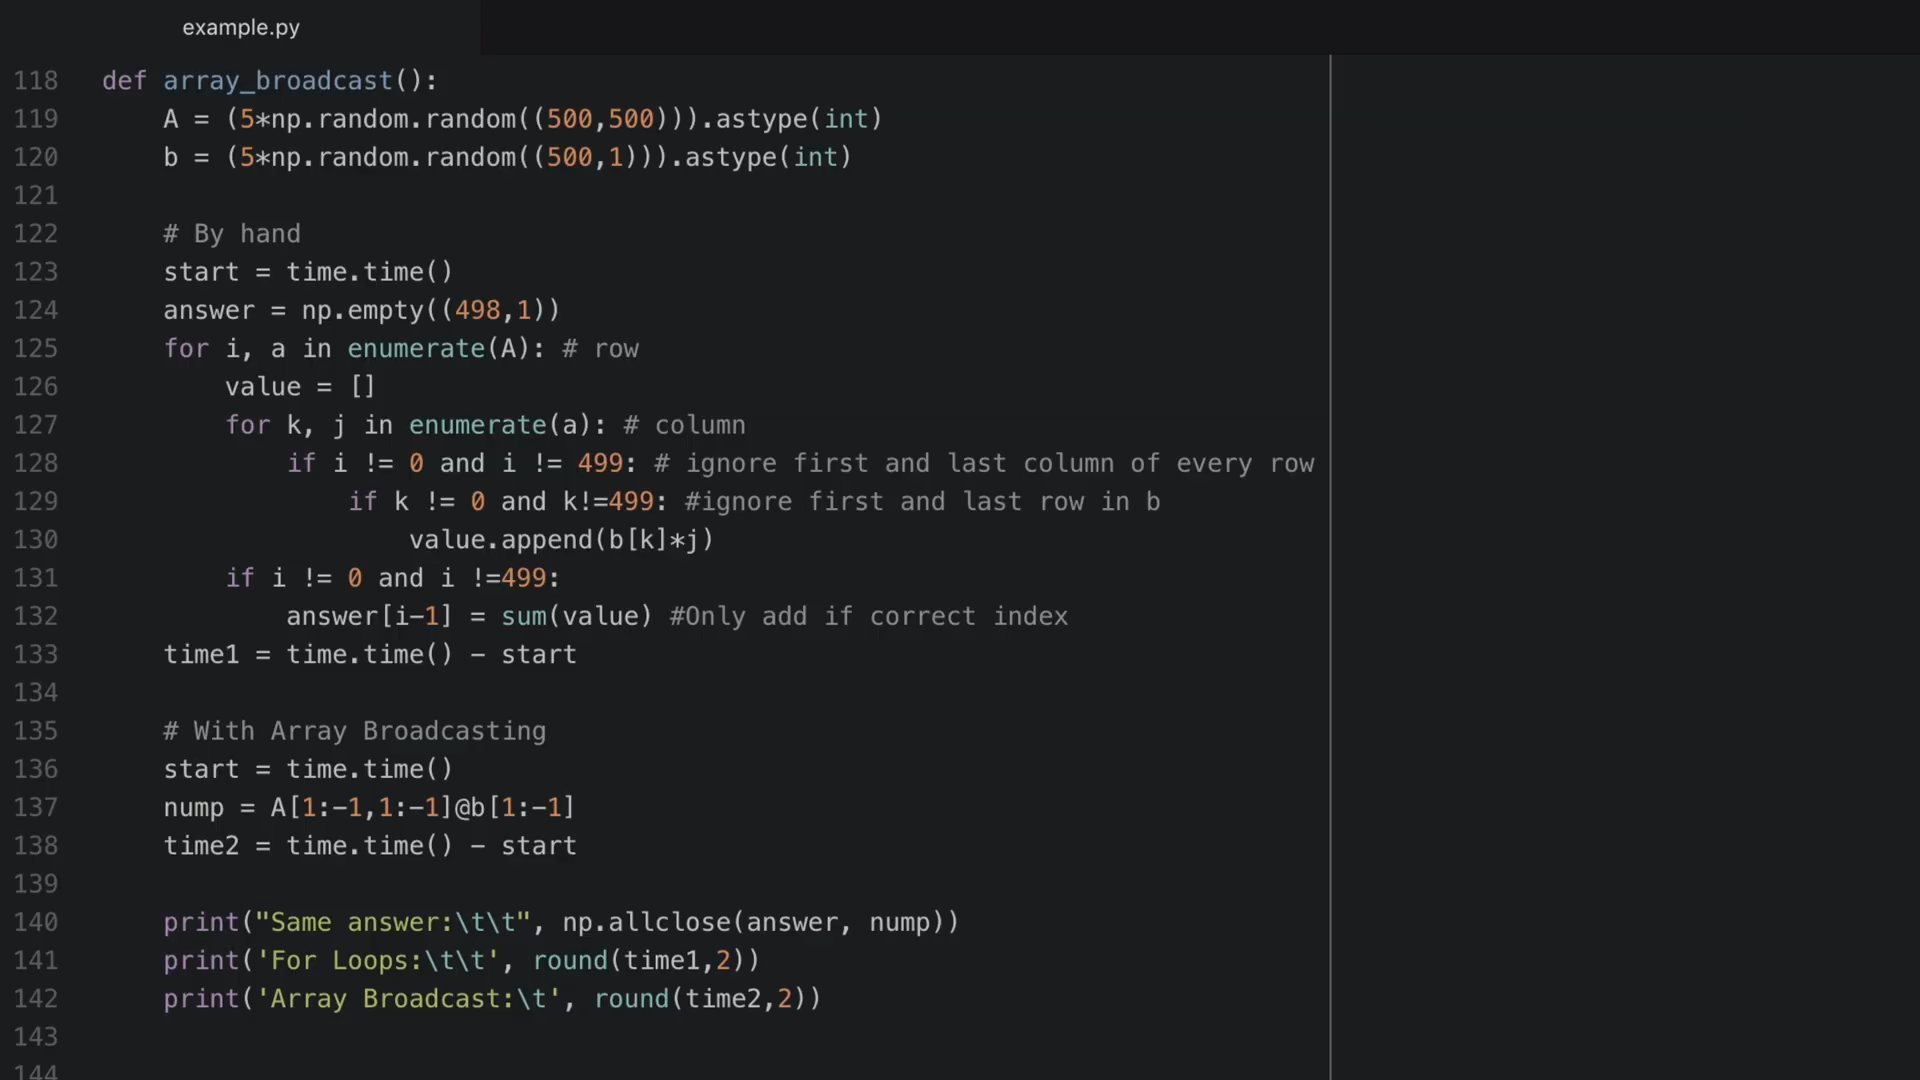 example.py
118 def array_broadcast():
119 A = (5*np.random.random((500,500))).astype(int)
120 b = (5*np.random.random((500,1))).astype(int)
121
122 # By hand
123 start = time.time()
124 answer = np.empty((498,1))
125 for i, a in enumerate(A): # row
126 value = []
127 for k, j in enumerate(a): # column
128 if i != 0 and i != 499: # ignore first and last column of every row
129 if k != 0 and k!=499: #ignore first and last row in b
130 value.append(b[k]*j)
131 if i != 0 and i !=499:
132 answer[i-1] = sum(value) #Only add if correct index
133 time1 = time.time() - start
134
135 # With Array Broadcasting
136 start = time.time()
137 nump = A[1:-1,1:-1]@b[1:-1]
138 time2 = time.time() - start
139
140 print("Same answer:\t\t", np.allclose(answer, nump))
141 print('For Loops:\t\t', round(time1,2))
142 print('Array Broadcast:\t', round(time2,2))
143
144